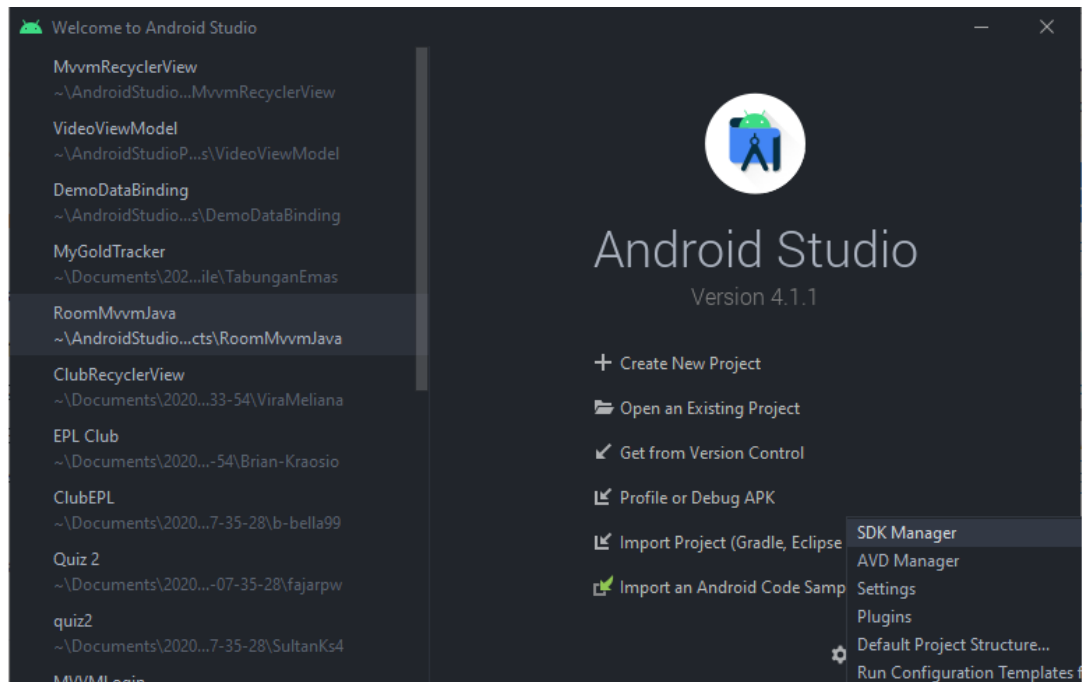 Welcome to Android Studio
MvvmRecyclerView
~\AndroidStudio...MvvmRecyclerView
VideoViewModel
~\AndroidStudioP...s\VideoViewModel
DemoDataBinding
~\AndroidStudio...s\DemoDataBinding
MyGoldTracker
~\Documents\202...ile\TabunganEmas
RoomMvvmJava
~\AndroidStudio...cts\RoomMvvmJava
ClubRecyclerView
~\Documents\2020...33-54\ViraMeliana
EPL Club
~\Documents\2020...-54\Brian-Kraosio
ClubEPL
~\Documents\2020...7-35-28\b-bella99
Quiz 2
~\Documents\2020...-07-35-28\fajarpw
quiz2
~\Documents\2020...7-35-28\SultanKs4
MVVMLogin
Android Studio
Version 4.1.1
Create New Project
Open an Existing Project
Get from Version Control
Profile or Debug APK
Import Project (Gradle, Eclipse
Import an Android Code Samp
SDK Manager
AVD Manager
Settings
Plugins
Default Project Structure...
Run Configuration Templates f